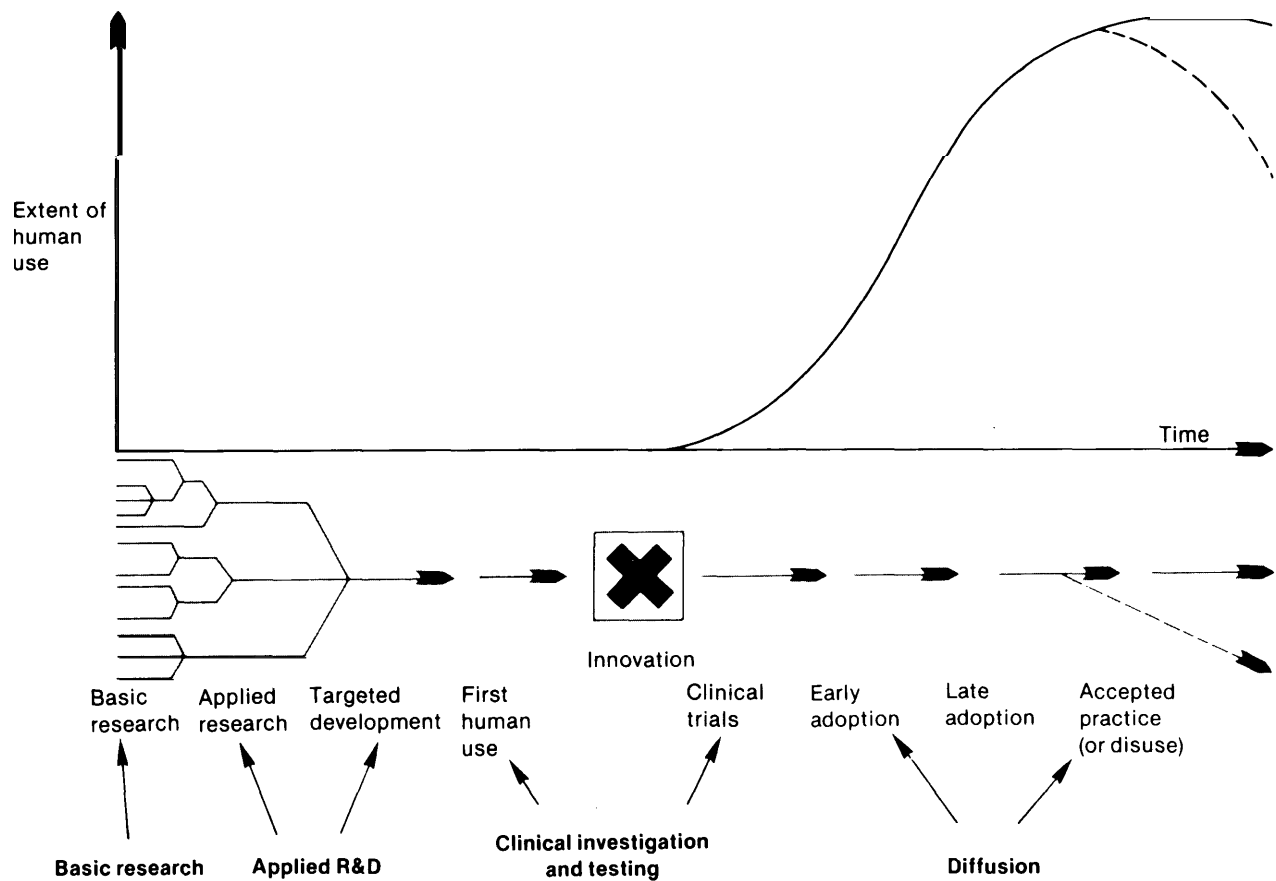 Extent of
human
use
Time
Innovation
Basic
research
Applied
research
Targeted
development
First
human
use
Clinical
trials
Early
adoption
Late
adoption
Accepted
practice
(or disuse)
Basic research
Applied R&D
Clinical investigation
and testing
Diffusion